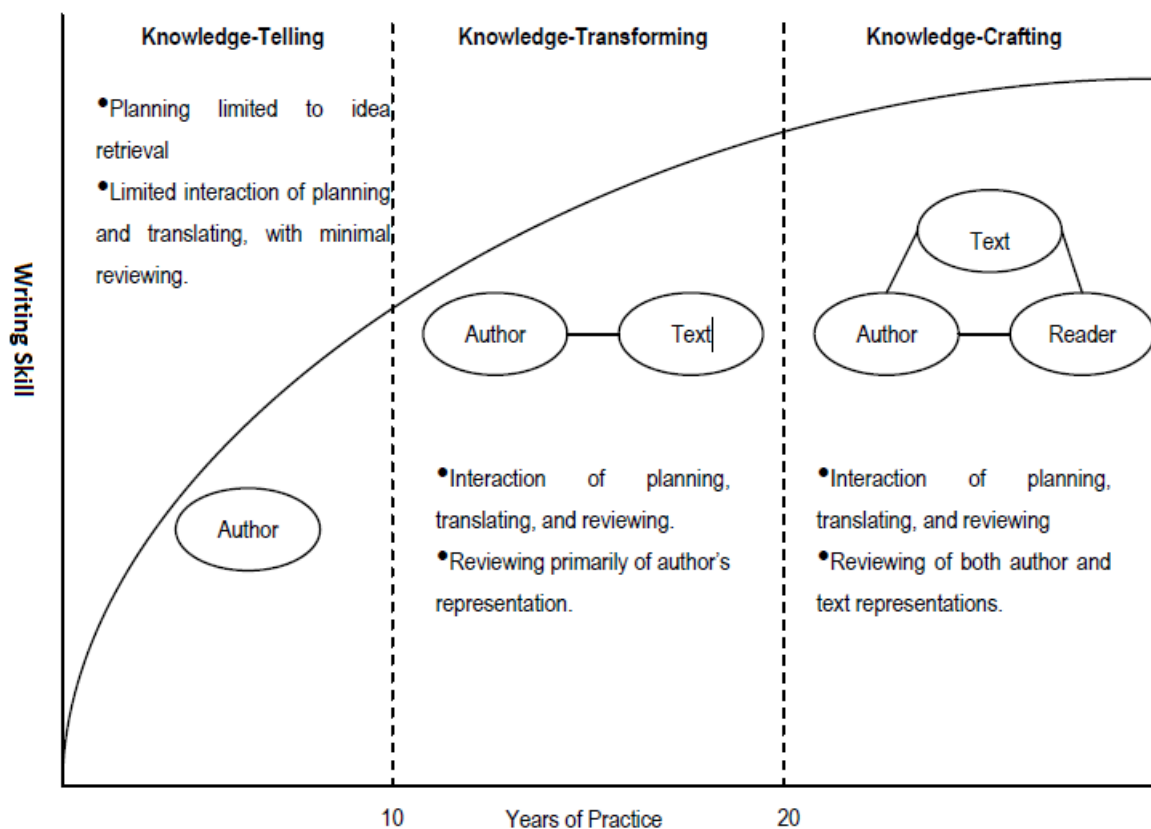 Knowledge-Telling
•Planning limited to idea
retrieval
•Limited interaction of planning
and translating, with minimal
reviewing.
Author
Knowledge-Transforming
Author
Text
•Interaction of planning,
translating, and reviewing.
•Reviewing primarily of author's
representation.
Knowledge-Crafting
Text
Author
Reader
•Interaction of planning,
translating, and reviewing
•Reviewing of both author and
text representations.
Writing Skill
10
Years of Practice
20